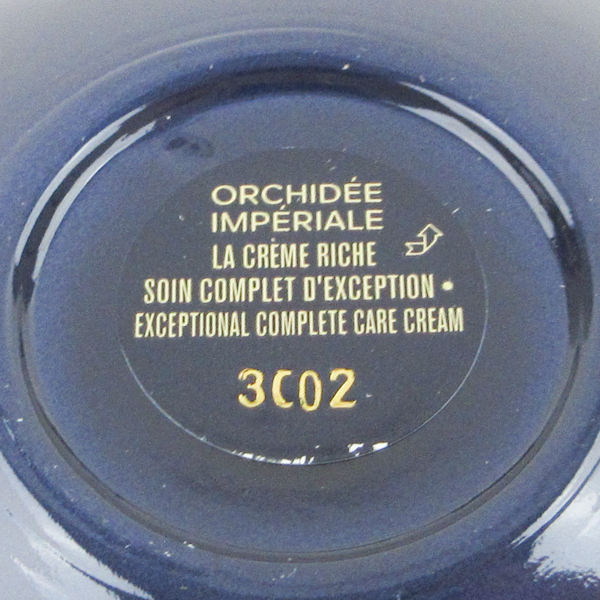 ORCHIDÉE
IMPÉRIALE
LA CRÈME RICHE
SOIN COMPLET D'EXCEPTION •
EXCEPTIONAL COMPLETE CARE CREAM
3C02